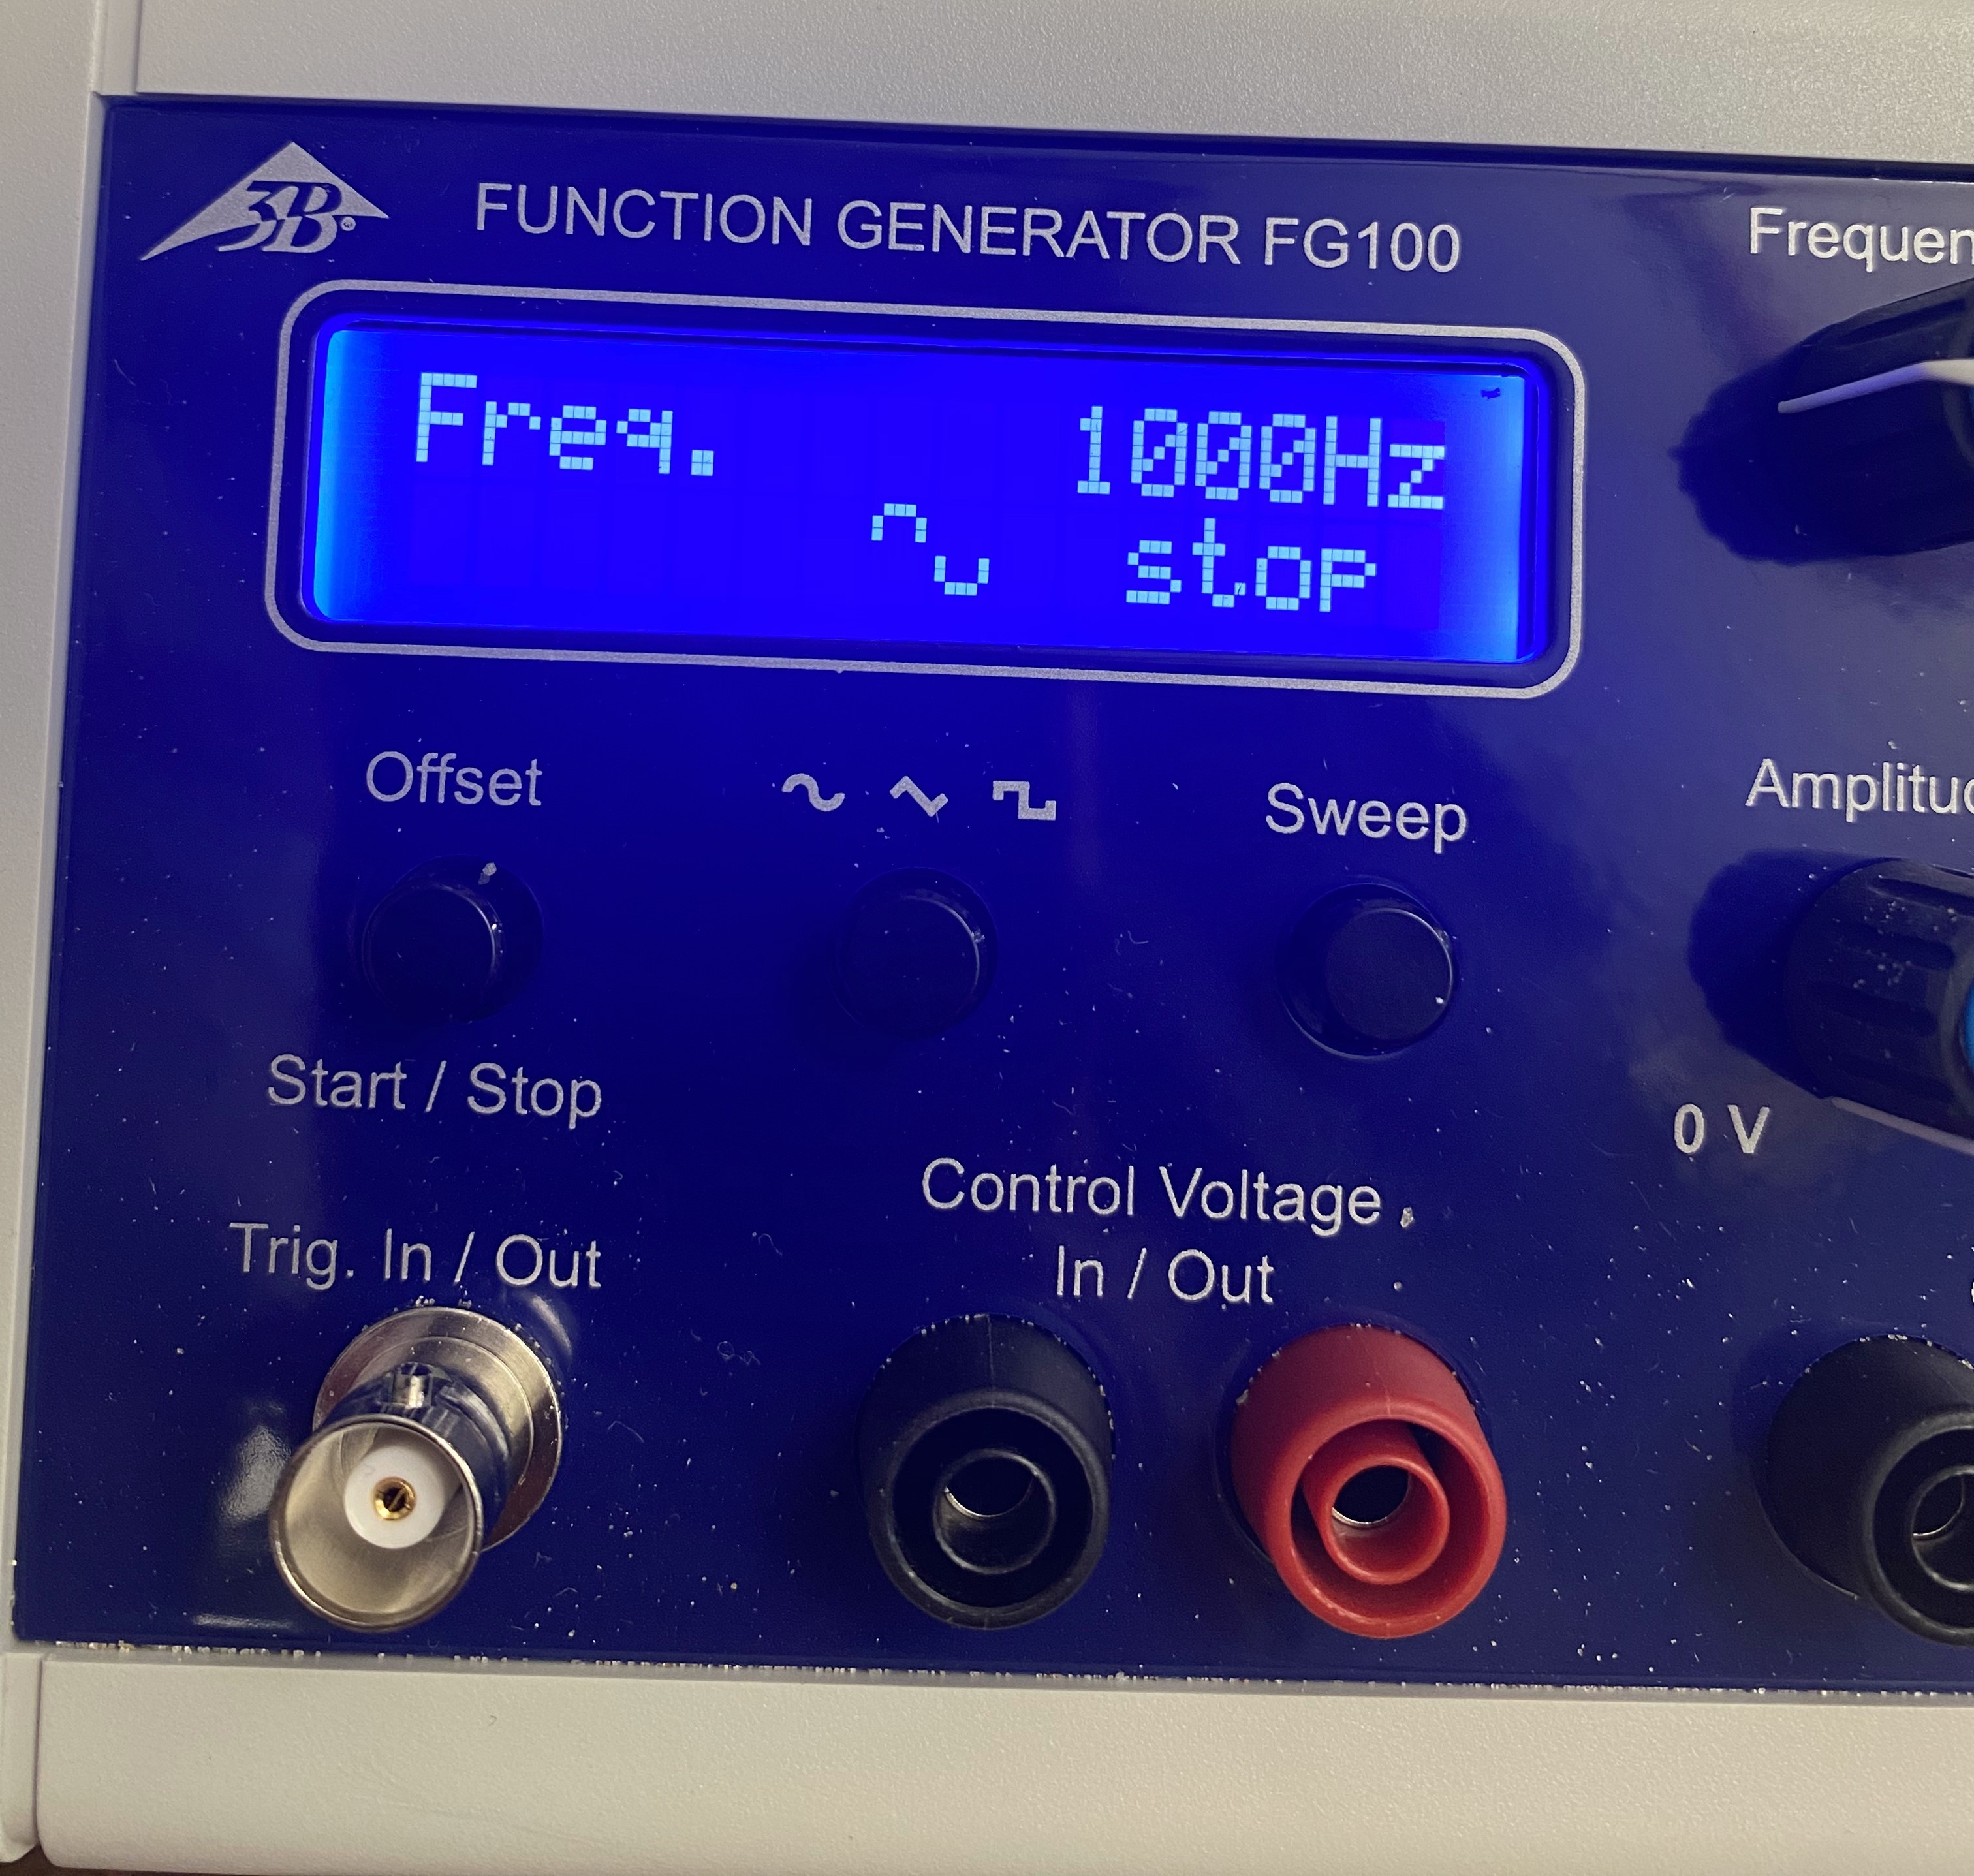 3B
FUNCTION GENERATOR FG100
Freq. 1000Hz
stop
Offset
Sweep
Start / Stop
Trig. In / Out
Control Voltage
In / Out
Frequen
Amplitud
0 V